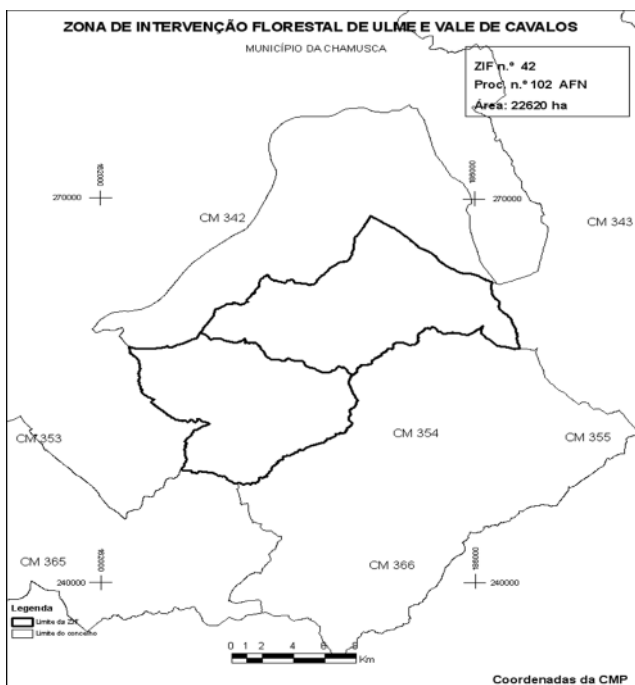 ZONA DE INTERVENÇÃO FLORESTAL DE ULME E VALE DE CAVALOS
MUNICÍPIO DA CHAMUSCA
ZIF n.º 42
Proc. n.º 102 AFN
Área: 22620 ha
162000
270000
270000
CM 342
CM 343
CM 353
CM 354
CM 355
CM 365
162000
CM 366
240000
240000
Legenda
Limite da ZIF
Limite do concelho
0 1 2 4 6 8
Km
Coordenadas da CMP